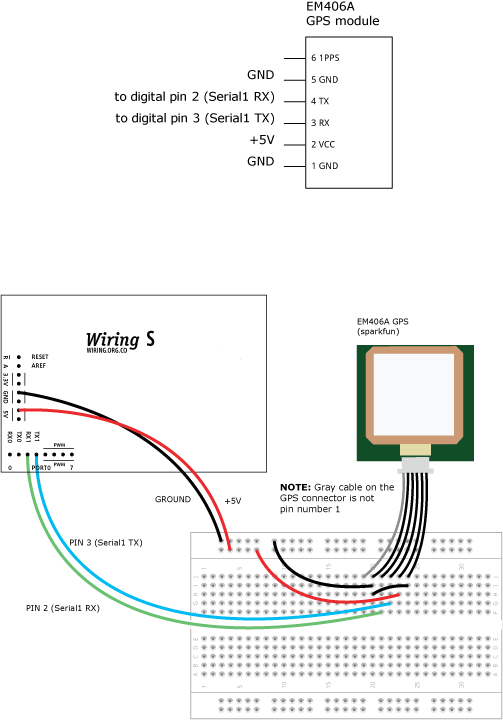 EM406A
GPS module
6 1PPS
GND
5 GND
to digital pin 2 (Serial1 RX)
4 TX
to digital pin 3 (Serial1 TX)
3 RX
+5V
2 VCC
GND
1 GND
Wiring S
WIRING.ORG.CO
R
RESET
A
AREF
3.3V
GND
5V
RX0
TX0
RX1
TX1
PWM
PWM
0
PORT0
7
EM406A GPS
(sparkfun)
NOTE: Gray cable on the
GPS connector is not
pin number 1
GROUND
+5V
PIN 3 (Serial1 TX)
PIN 2 (Serial1 RX)
1
5
30
J
I
H
G
F
J
I
H
G
F
E
D
C
B
A
E
D
C
B
A
1
5
10
15
20
25
30